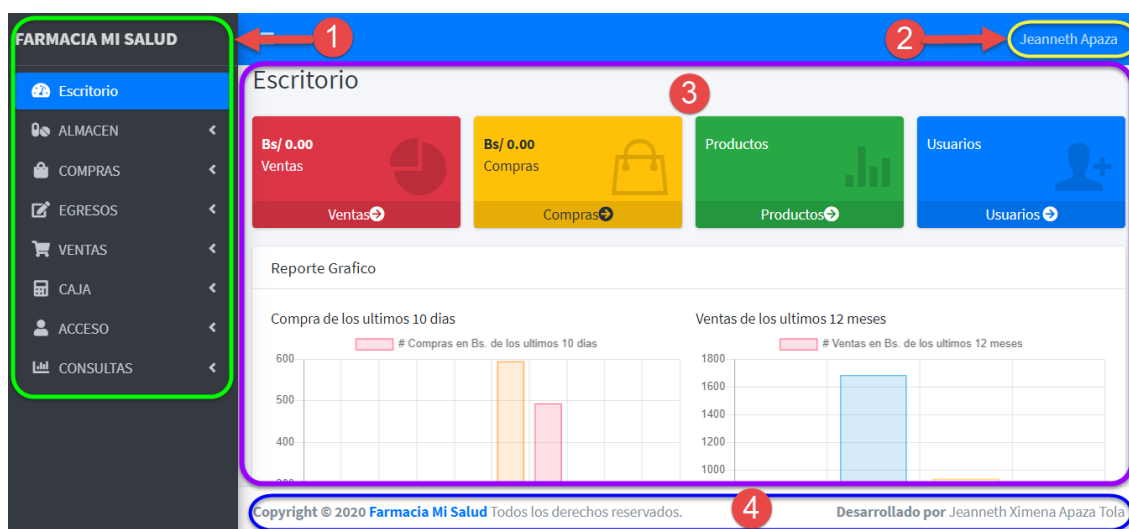 FARMACIA MI SALUD
1
2
Jeanneth Apaza
Escritorio
ALMACEN
COMPRAS
EGRESOS
VENTAS
CAJA
ACCESO
CONSULTAS
Escritorio
3
Bs/ 0.00
Ventas
Ventas
Bs/ 0.00
Compras
Compras
Productos
Productos
Usuarios
Usuarios
Reporte Grafico
Compra de los ultimos 10 dias
# Compras en Bs. de los ultimos 10 dias
600
500
400
Ventas de los ultimos 12 meses
# Ventas en Bs. de los ultimos 12 meses
1800
1600
1400
1200
1000
4
Copyright © 2020 Farmacia Mi Salud Todos los derechos reservados.
Desarrollado por Jeanneth Ximena Apaza Tola